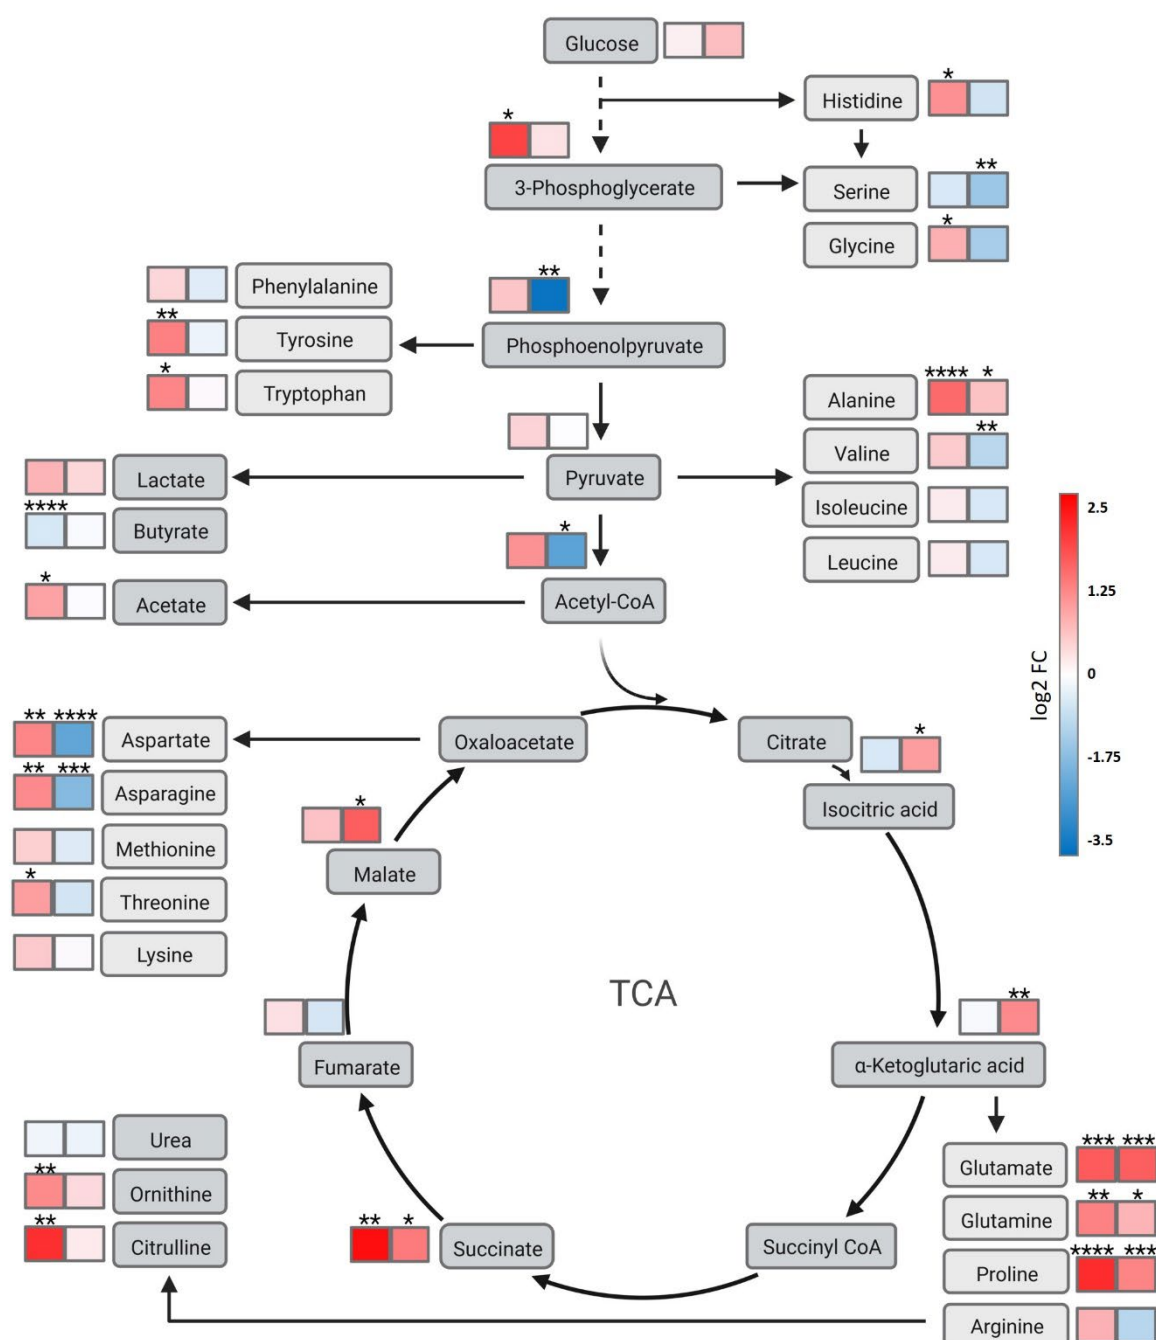 Glucose
*
Histidine
*
3-Phosphoglycerate
**
Serine
*
Glycine
Phenylalanine
**
**
Tyrosine
Phosphoenolpyruvate
*
Tryptophan
**** *
Alanine
**
Valine
Lactate
Pyruvate
Isoleucine
****
Butyrate
*
Leucine
*
Acetate
Acetyl-CoA
2.5
1.25
0
-1.75
-3.5
log2 FC
** ****
Aspartate
Oxaloacetate
Citrate
*
** ***
Asparagine
Isocitric acid
*
Methionine
Malate
*
Threonine
Lysine
TCA
**
Fumarate
α-Ketoglutaric acid
Urea
*** ***
Glutamate
**
Ornithine
** *
Glutamine
**
Citrulline
** *
Succinate
Succinyl CoA
**** ***
Proline
Arginine